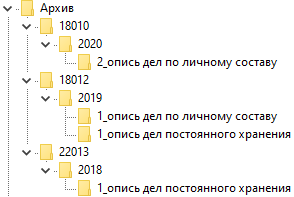 Архив
18010
2020
2_опись дел по личному составу
18012
2019
1_опись дел по личному составу
1_опись дел постоянного хранения
22013
2018
1_опись дел постоянного хранения